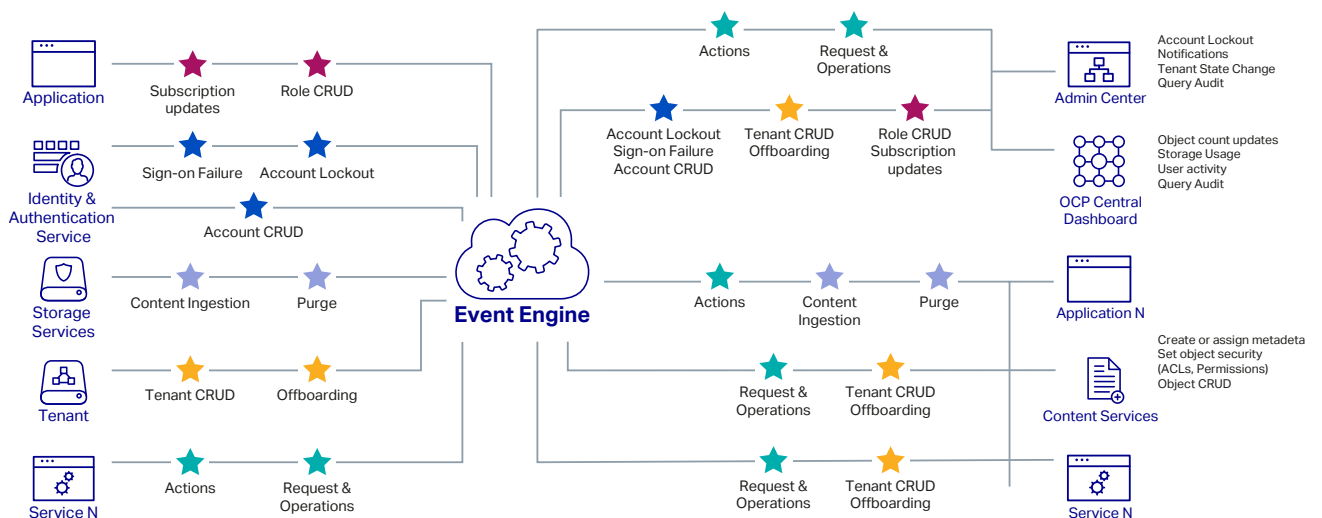 Application
Subscription
updates
Role CRUD
Identity &
Authentication
Service
Sign-on Failure
Account Lockout
Account CRUD
Storage
Services
Content Ingestion
Purge
Tenant
Tenant CRUD
Offboarding
Service N
Actions
Request &
Operations
Event Engine
Actions
Request &
Operations
Account Lockout
Sign-on Failure
Account CRUD
Tenant CRUD
Offboarding
Role CRUD
Subscription
updates
Admin Center
Account Lockout
Notifications
Tenant State Change
Query Audit
OCP Central
Dashboard
Object count updates
Storage Usage
User activity
Query Audit
Actions
Content
Ingestion
Purge
Application N
Request &
Operations
Tenant CRUD
Offboarding
Content Services
Create or assign metadata
Set object security
(ACLs, Permissions)
Object CRUD
Request &
Operations
Tenant CRUD
Offboarding
Service N